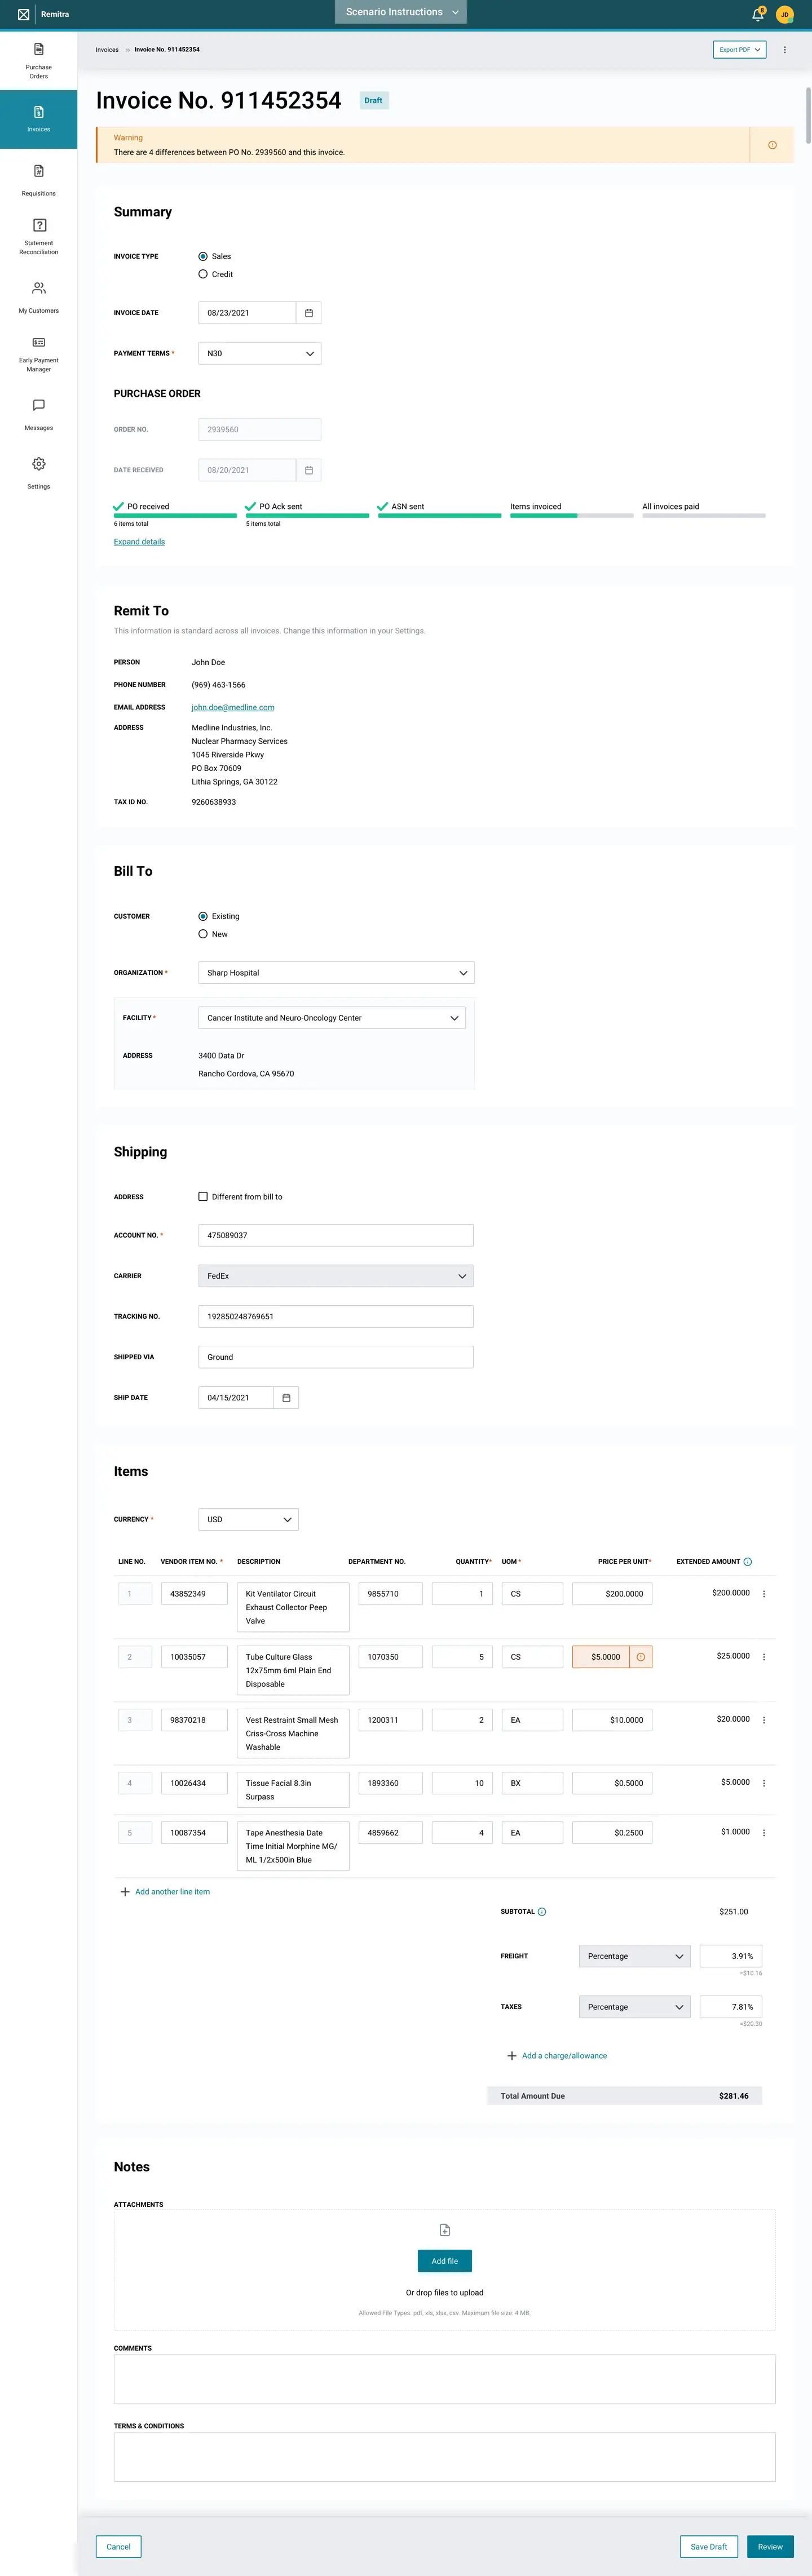 Remitra
Scenario Instructions
8
JD
Purchase
Orders
Invoices
Requisitions
Statement
Reconciliation
My Customers
Early Payment
Manager
Messages
Settings
Invoices » Invoice No. 911452354
Export PDF
Invoice No. 911452354 Draft
Warning
There are 4 differences between PO No. 2939560 and this invoice.
Summary
INVOICE TYPE Sales
Credit
INVOICE DATE 08/23/2021
PAYMENT TERMS * N30
PURCHASE ORDER
ORDER NO. 2939560
DATE RECEIVED 08/20/2021
PO received PO Ack sent ASN sent Items invoiced All invoices paid
6 items total 5 items total
Expand details
Remit To
This information is standard across all invoices. Change this information in your Settings.
PERSON John Doe
PHONE NUMBER (969) 463-1566
EMAIL ADDRESS john.doe@medline.com
ADDRESS Medline Industries, Inc.
Nuclear Pharmacy Services
1045 Riverside Pkwy
PO Box 70609
Lithia Springs, GA 30122
TAX ID NO. 9260638933
Bill To
CUSTOMER Existing
New
ORGANIZATION * Sharp Hospital
FACILITY * Cancer Institute and Neuro-Oncology Center
ADDRESS 3400 Data Dr
Rancho Cordova, CA 95670
Shipping
ADDRESS Different from bill to
ACCOUNT NO. * 475089037
CARRIER FedEx
TRACKING NO. 192850248769651
SHIPPED VIA Ground
SHIP DATE 04/15/2021
Items
CURRENCY * USD
LINE NO. VENDOR ITEM NO. * DESCRIPTION DEPARTMENT NO. QUANTITY* UOM * PRICE PER UNIT* EXTENDED AMOUNT
1 43852349 Kit Ventilator Circuit 9855710 1 CS $200.0000 $200.0000
Exhaust Collector Peep
Valve
2 10035057 Tube Culture Glass 1070350 5 CS $5.0000 $25.0000
12x75mm 6ml Plain End
Disposable
3 98370218 Vest Restraint Small Mesh 1200311 2 EA $10.0000 $20.0000
Criss-Cross Machine
Washable
4 10026434 Tissue Facial 8.3in 1893360 10 BX $0.5000 $5.0000
Surpass
5 10087354 Tape Anesthesia Date 4859662 4 EA $0.2500 $1.0000
Time Initial Morphine MG/
ML 1/2x500in Blue
Add another line item
SUBTOTAL $251.00
FREIGHT Percentage 3.91%
≈$10.16
TAXES Percentage 7.81%
≈$20.30
Add a charge/allowance
Total Amount Due $281.46
Notes
ATTACHMENTS
Add file
Or drop files to upload
Allowed File Types: pdf, xls, xlsx, csv. Maximum file size: 4 MB.
COMMENTS
TERMS & CONDITIONS
Cancel Save Draft Review